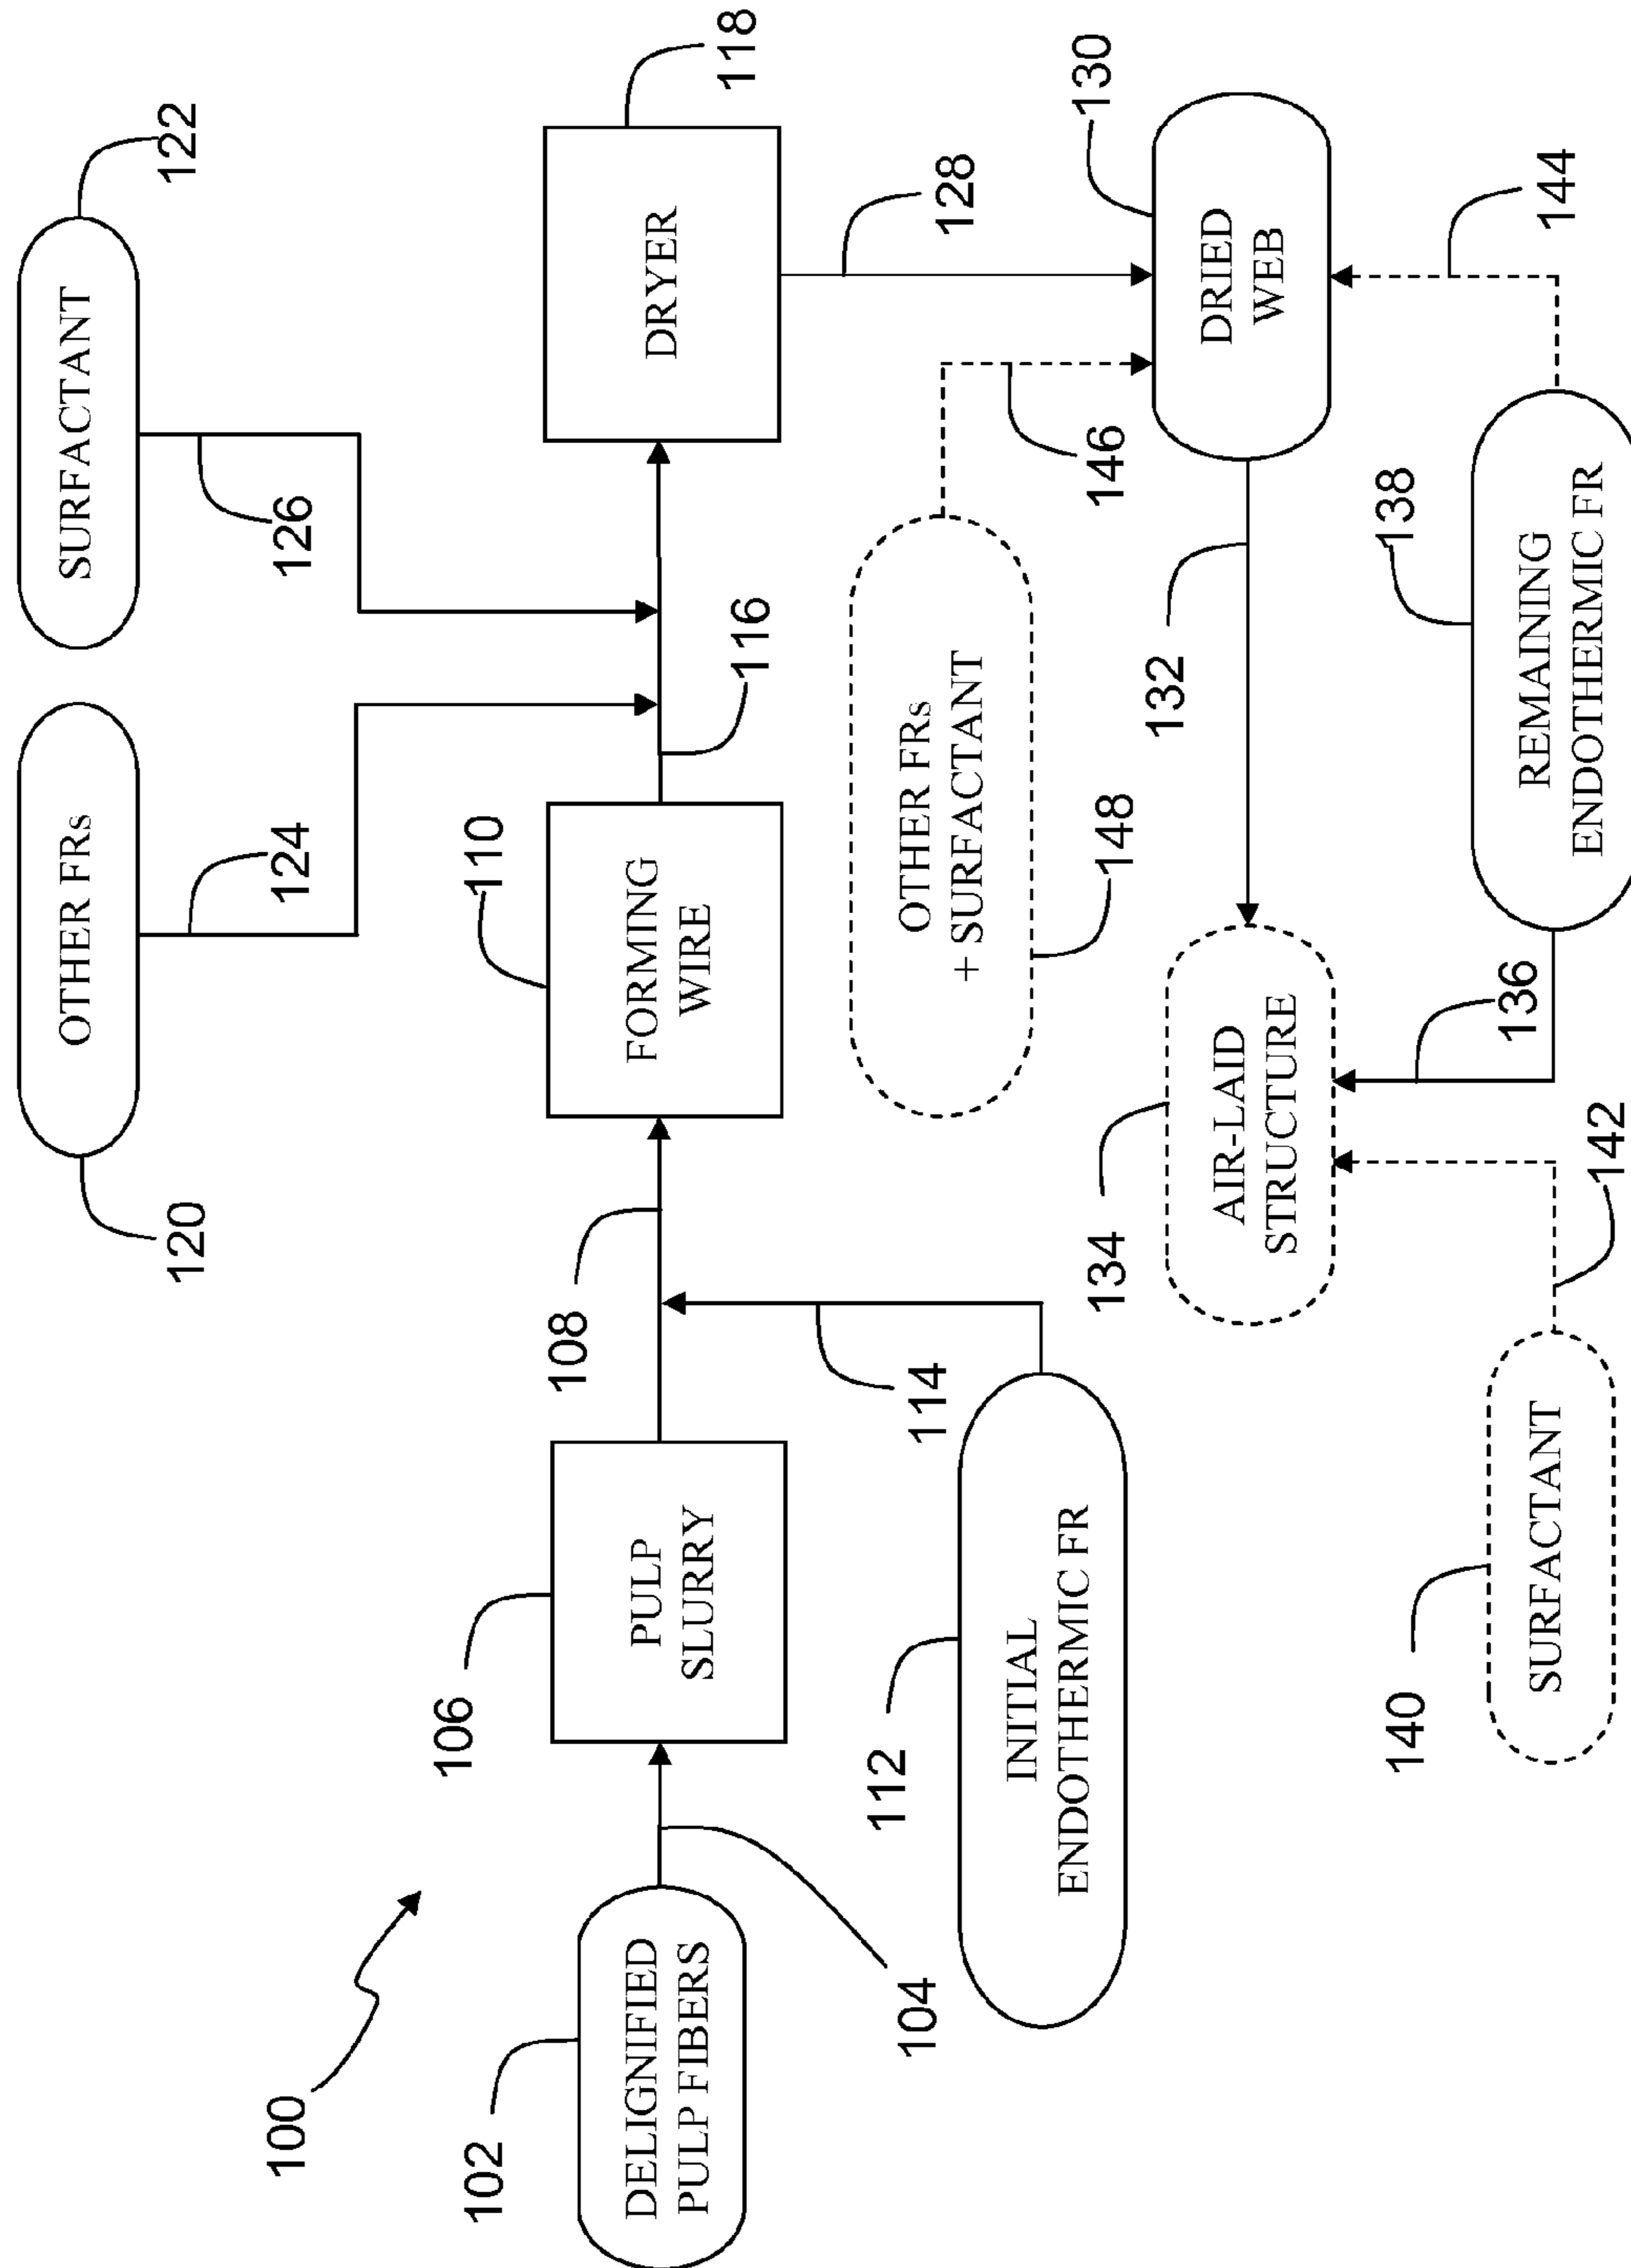 100
OTHER FRs
SURFACTANT
120
122
124
126
102
DELIGNIFIED
PULP FIBERS
104
106
PULP
SLURRY
108
110
FORMING
WIRE
116
DRYER
118
112
INITIAL
ENDOTHERMIC FR
114
OTHER FRs
+ SURFACTANT
148
146
128
134
AIR-LAID
STRUCTURE
132
DRIED
WEB
130
140
SURFACTANT
142
136
138
REMAINING
ENDOTHERMIC FR
144